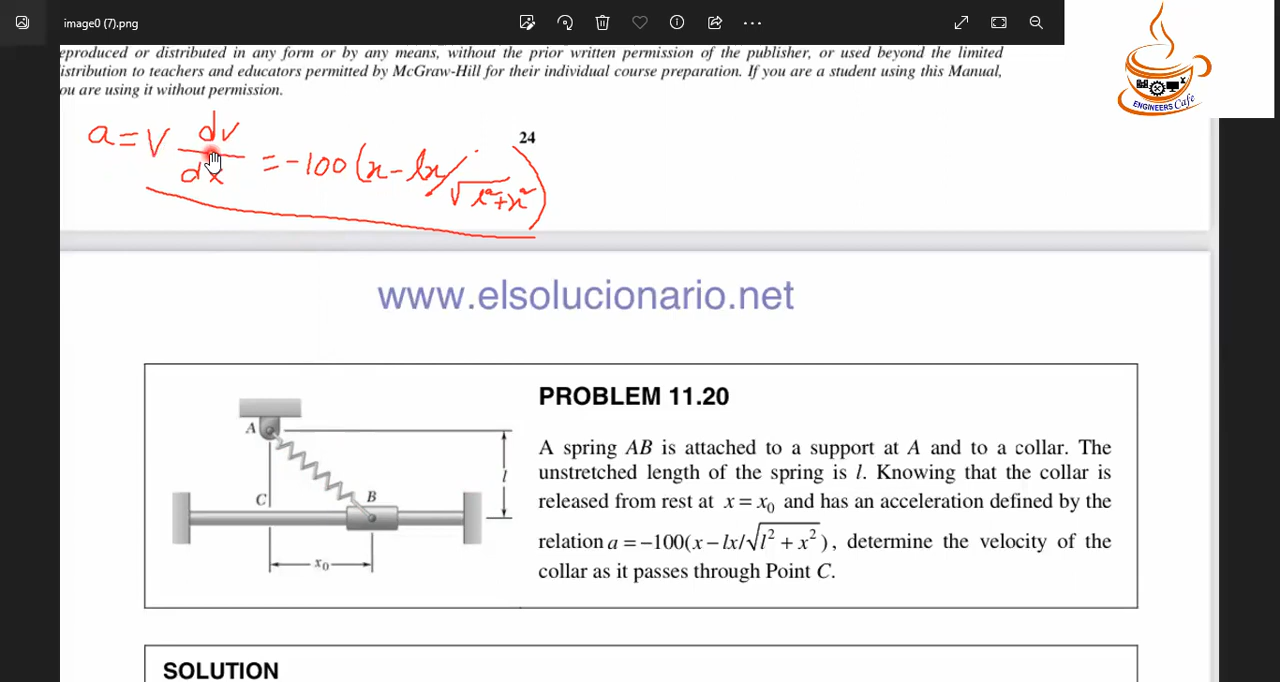 image0 (7).png
eproduced or distributed in any form or by any means, without the prior written permission of the publisher, or used beyond the limited
istribution to teachers and educators permitted by McGraw-Hill for their individual course preparation. If you are a student using this Manual,
ou are using it without permission.
24
a = v dv/dx = -100 (x - lx/√l²+x²)
www.elsolucionario.net
PROBLEM 11.20
A spring AB is attached to a support at A and to a collar. The
unstretched length of the spring is l. Knowing that the collar is
released from rest at x = x₀ and has an acceleration defined by the
relation a = −100(x − lx/√l² + x²), determine the velocity of the
collar as it passes through Point C.
A
C
B
l
x₀
SOLUTION
ENGINEERS Cafe